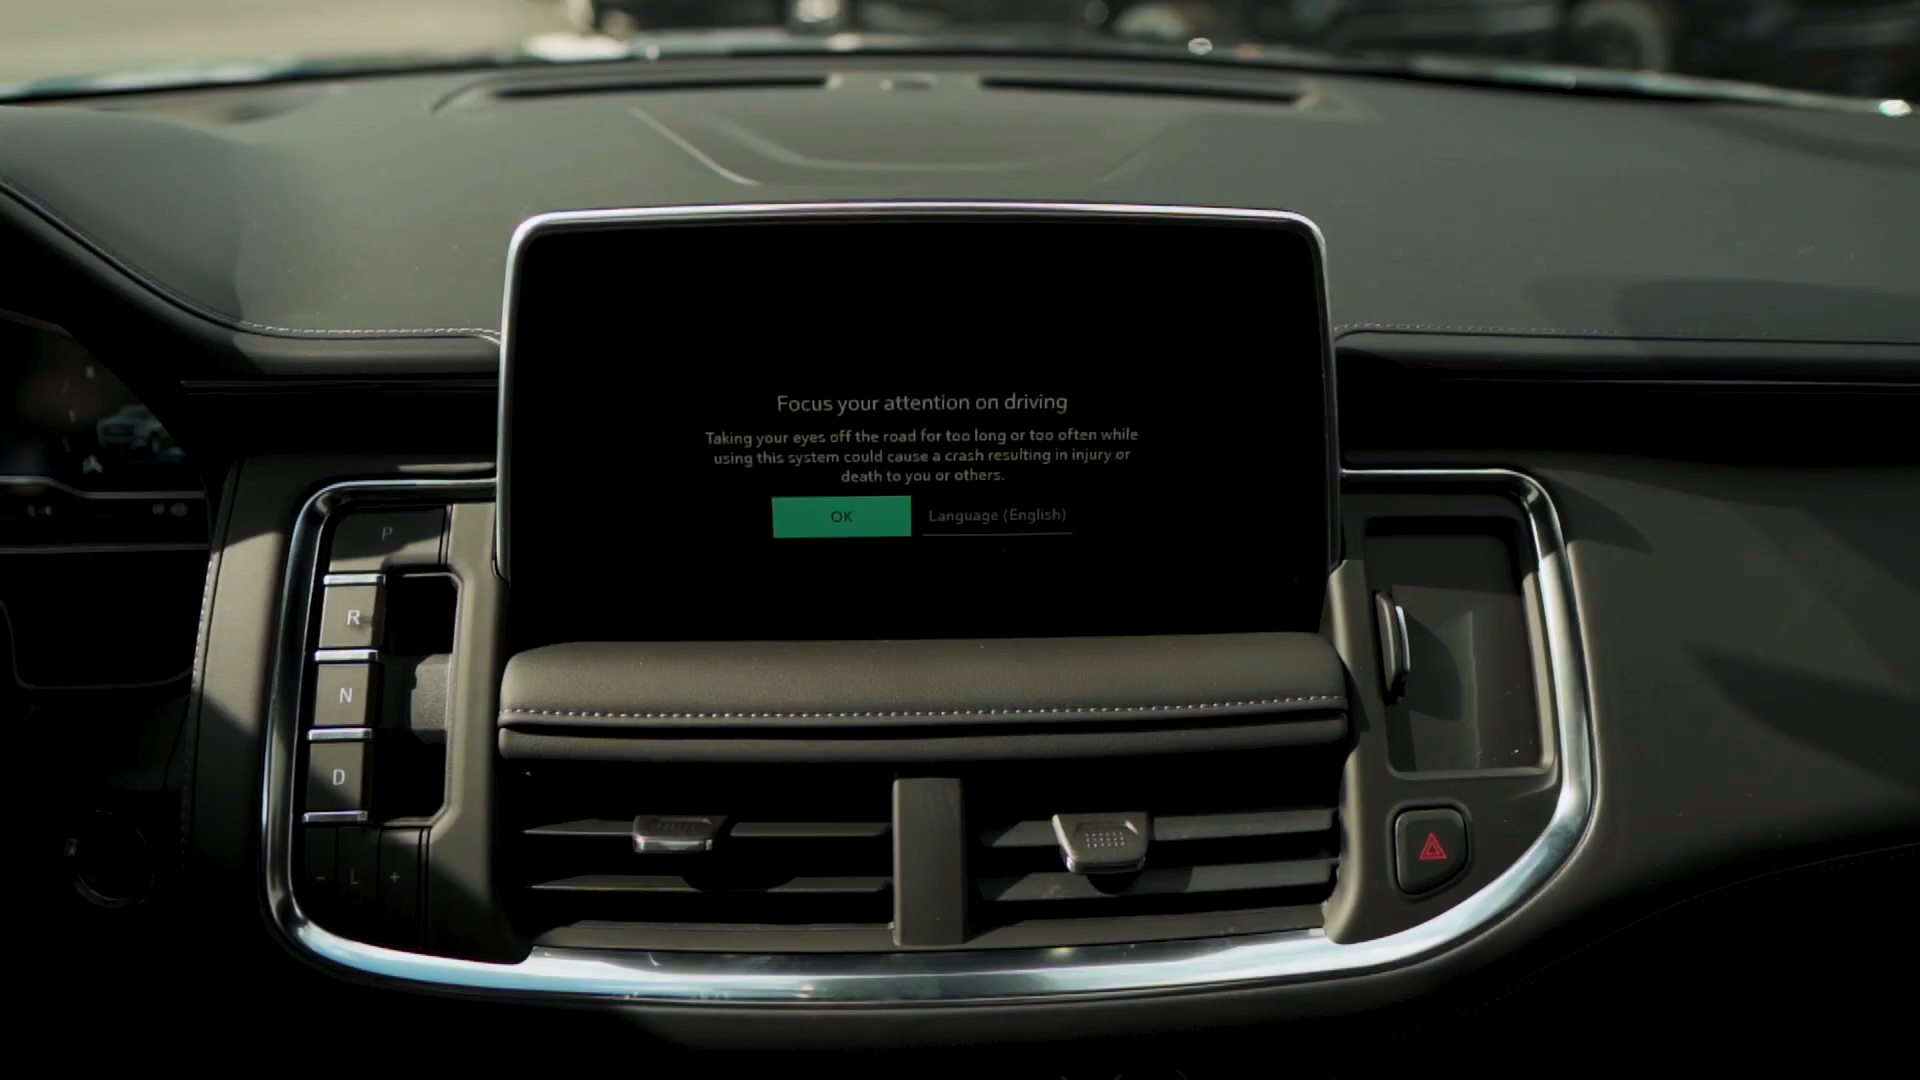 Focus your attention on driving
Taking your eyes off the road for too long or too often while
using this system could cause a crash resulting in injury or
death to you or others.
OK
Language (English)
P
R
N
D
- L +